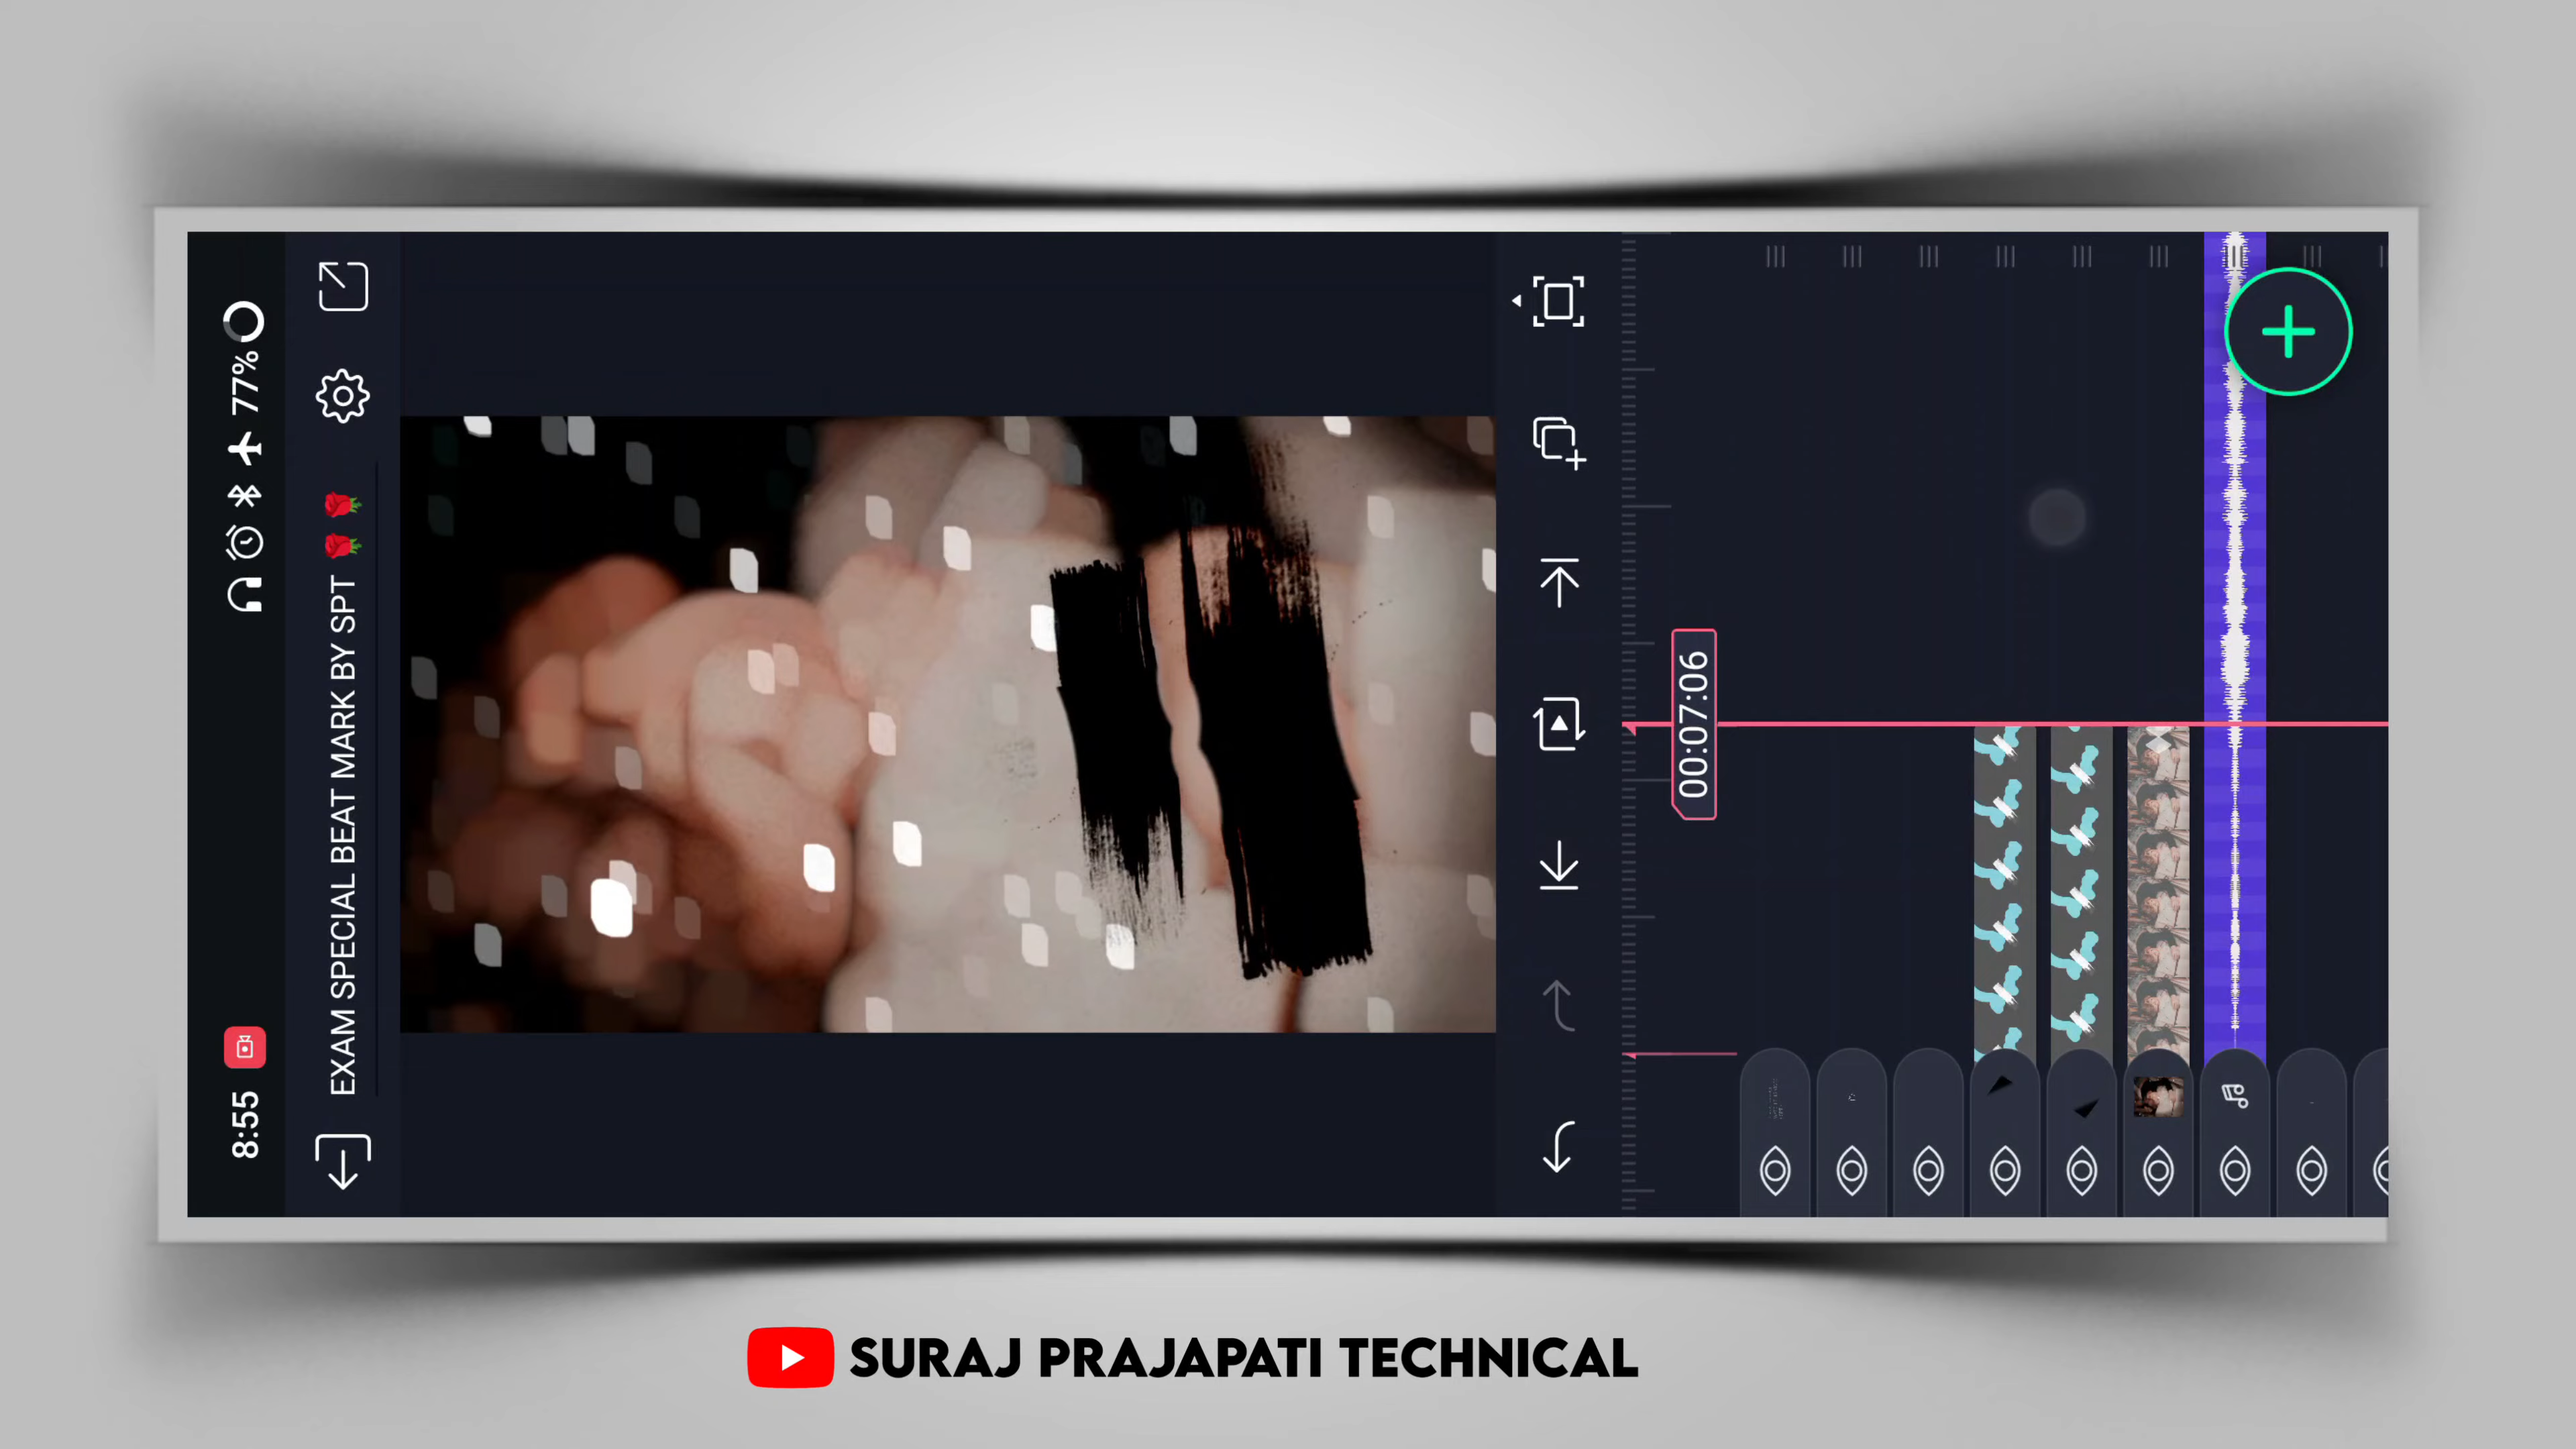 8:55
77%
EXAM SPECIAL BEAT MARK BY SPT 🌹🌹
00:07:06
SURAJ PRAJAPATI TECHNICAL